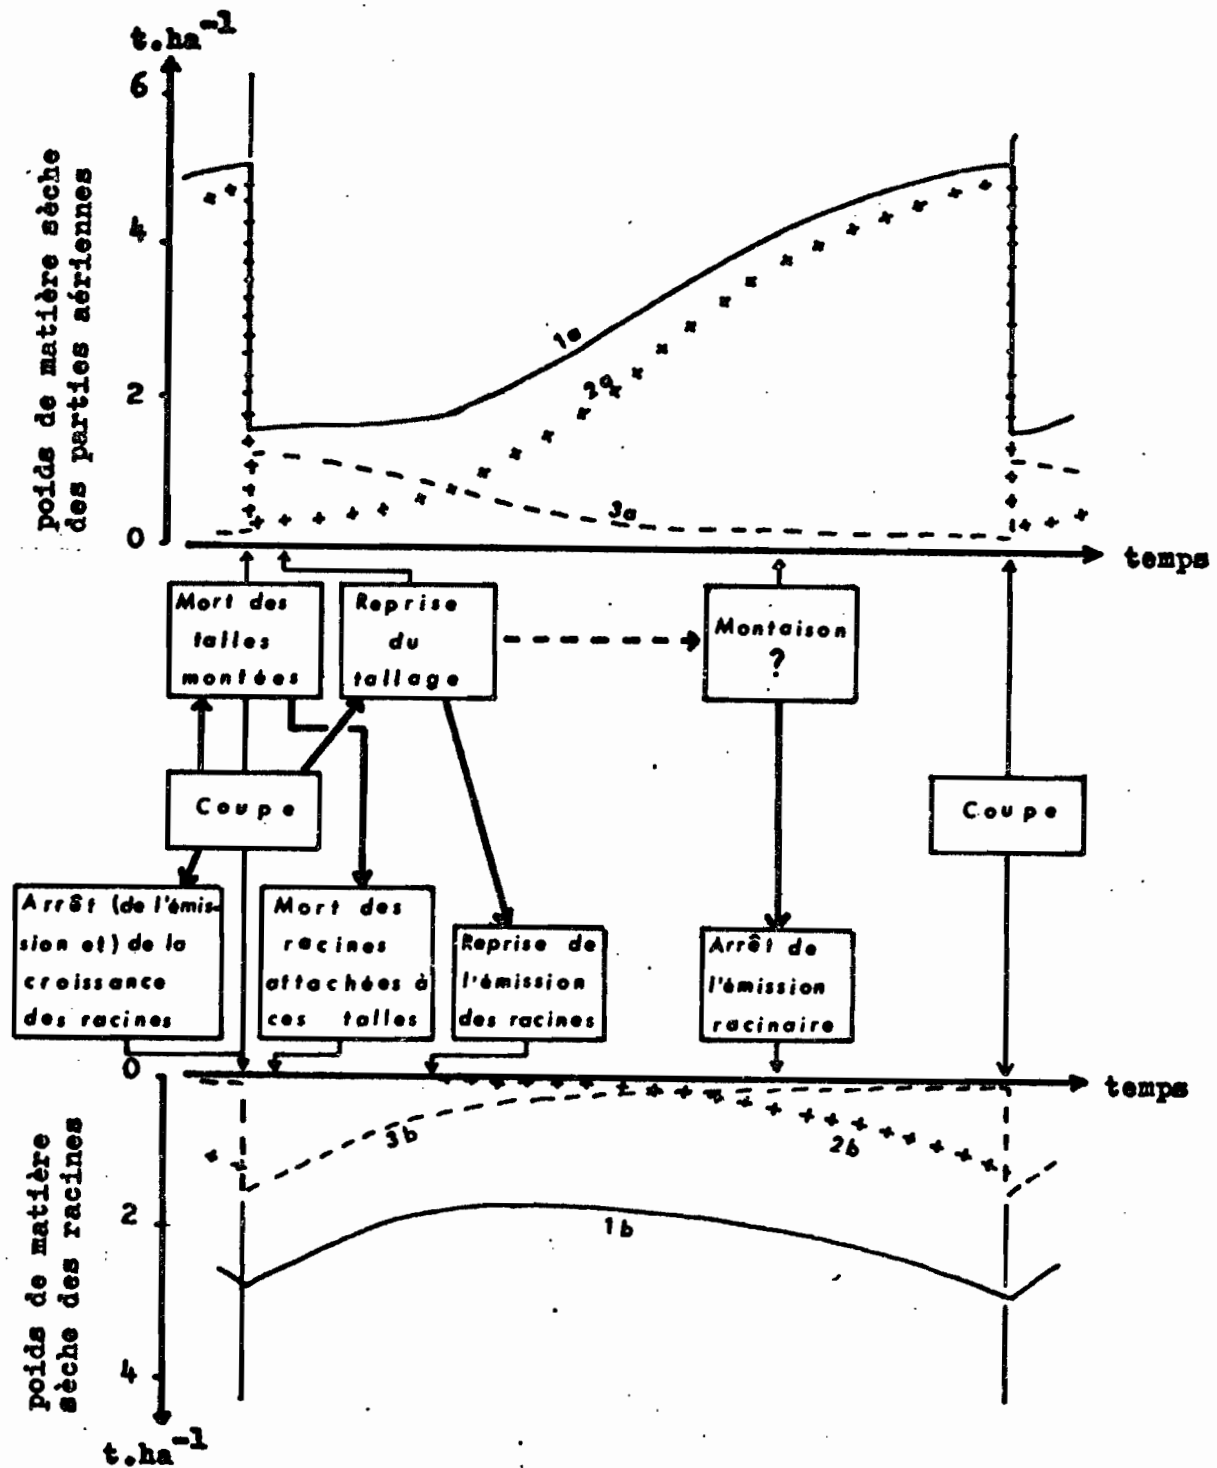 t.ha⁻¹
6
4
2
0
poids de matière sèche
des parties aériennes
1a
2a
3a
temps
Mort des
talles
montées
Reprise
du
tallage
Montaison
?
Coupe
Coupe
Arrêt (de l'émis-
sion et) de la
croissance
des racines
Mort des
racines
attachées à
ces talles
Reprise de
l'émission
des racines
Arrêt de
l'émission
racinaire
0
temps
3b
2b
1b
2
4
poids de matière
sèche des racines
t.ha⁻¹